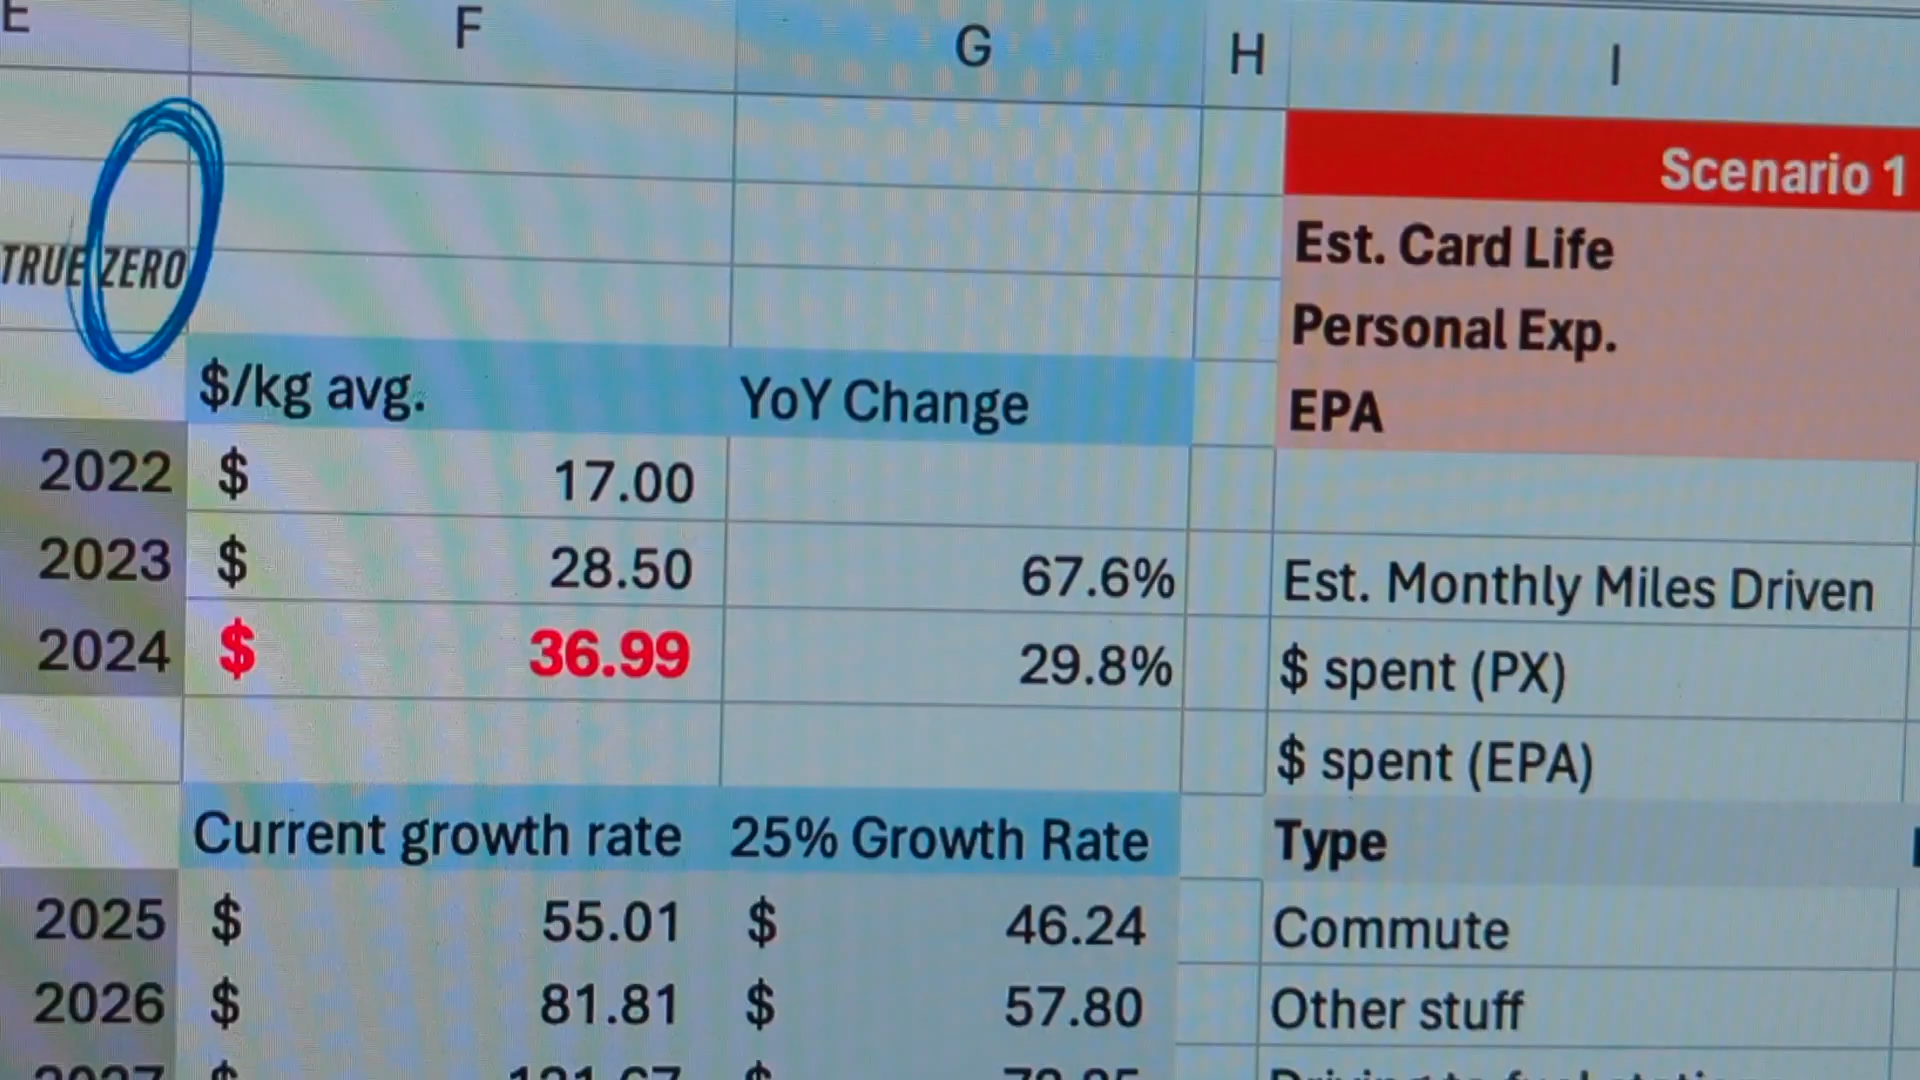 E F G H I
Scenario 1
Est. Card Life
TRUE ZERO
Personal Exp.
$/kg avg. YoY Change EPA
2022 $ 17.00
2023 $ 28.50 67.6% Est. Monthly Miles Driven
2024 $ 36.99 29.8% $ spent (PX)
$ spent (EPA)
Current growth rate 25% Growth Rate Type
2025 $ 55.01 $ 46.24 Commute
2026 $ 81.81 $ 57.80 Other stuff
2027 $ $